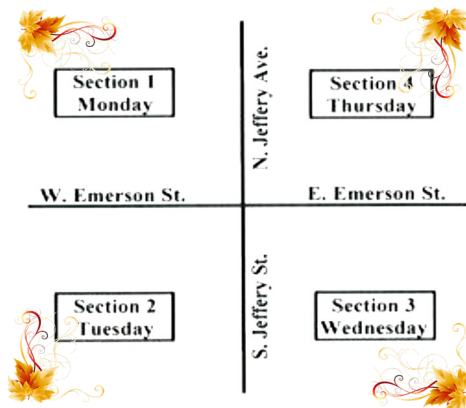 Section 1
Monday
N. Jeffery Ave.
Section 4
Thursday
W. Emerson St.
E. Emerson St.
Section 2
Tuesday
S. Jeffery St.
Section 3
Wednesday